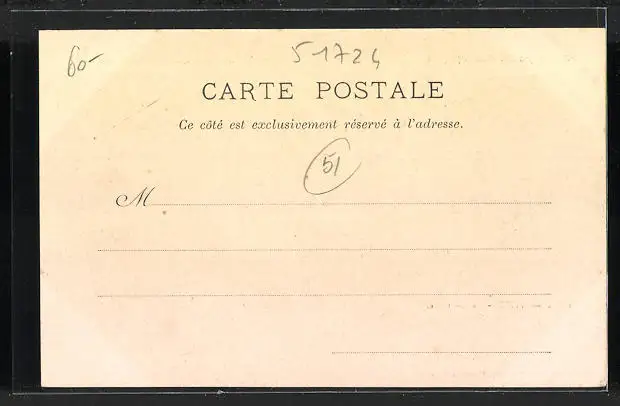 60-
51724
CARTE POSTALE
Ce côté est exclusivement réservé à l'adresse.
51
M